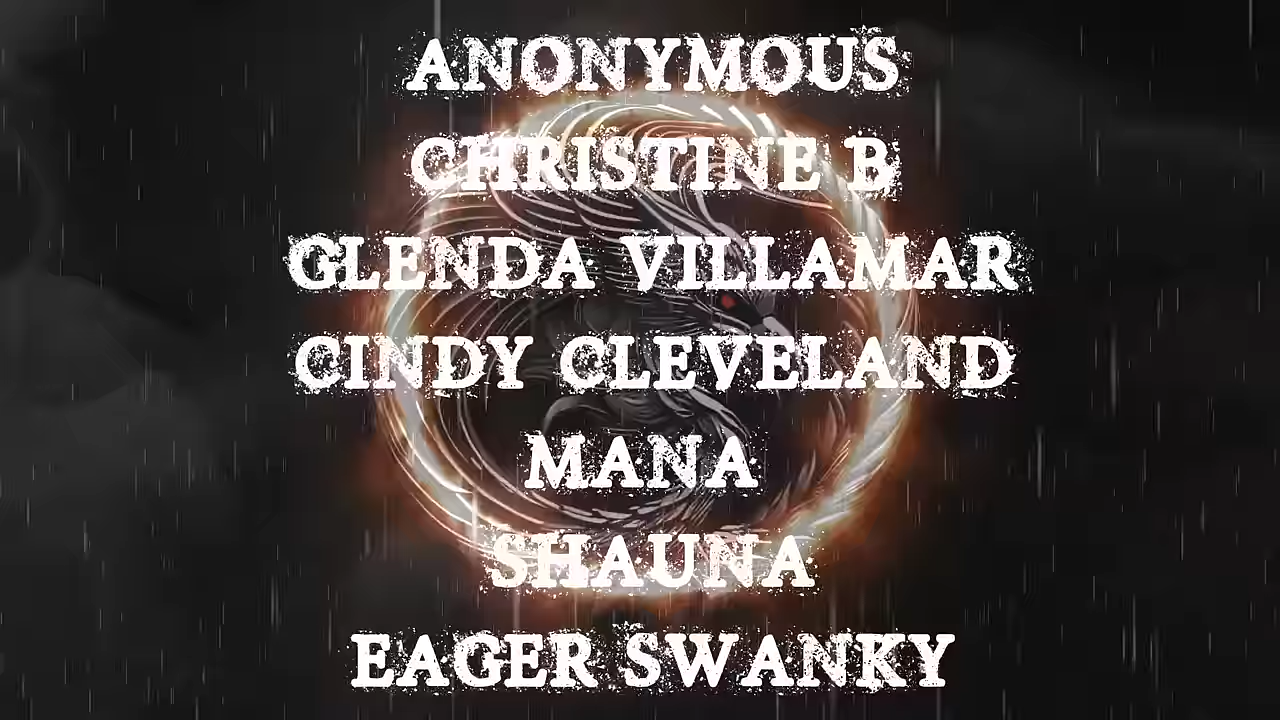 ANONYMOUS
CHRISTINE B
GLENDA VILLAMAR
CINDY CLEVELAND
MANA
SHAUNA
EAGER SWANKY